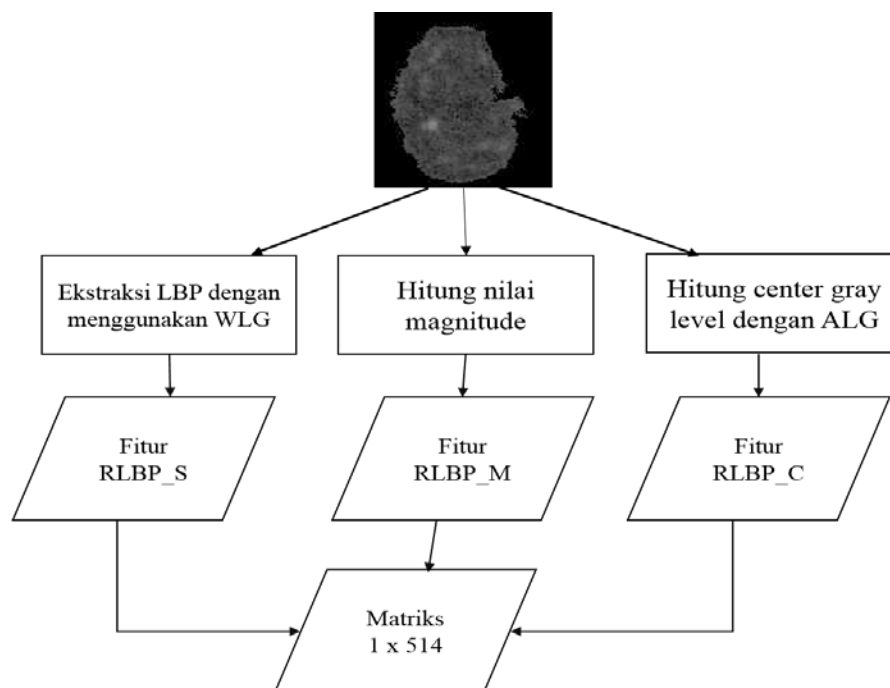 Ekstraksi LBP dengan
menggunakan WLG
Hitung nilai
magnitude
Hitung center gray
level dengan ALG
Fitur
RLBP_S
Fitur
RLBP_M
Fitur
RLBP_C
Matriks
1 x 514